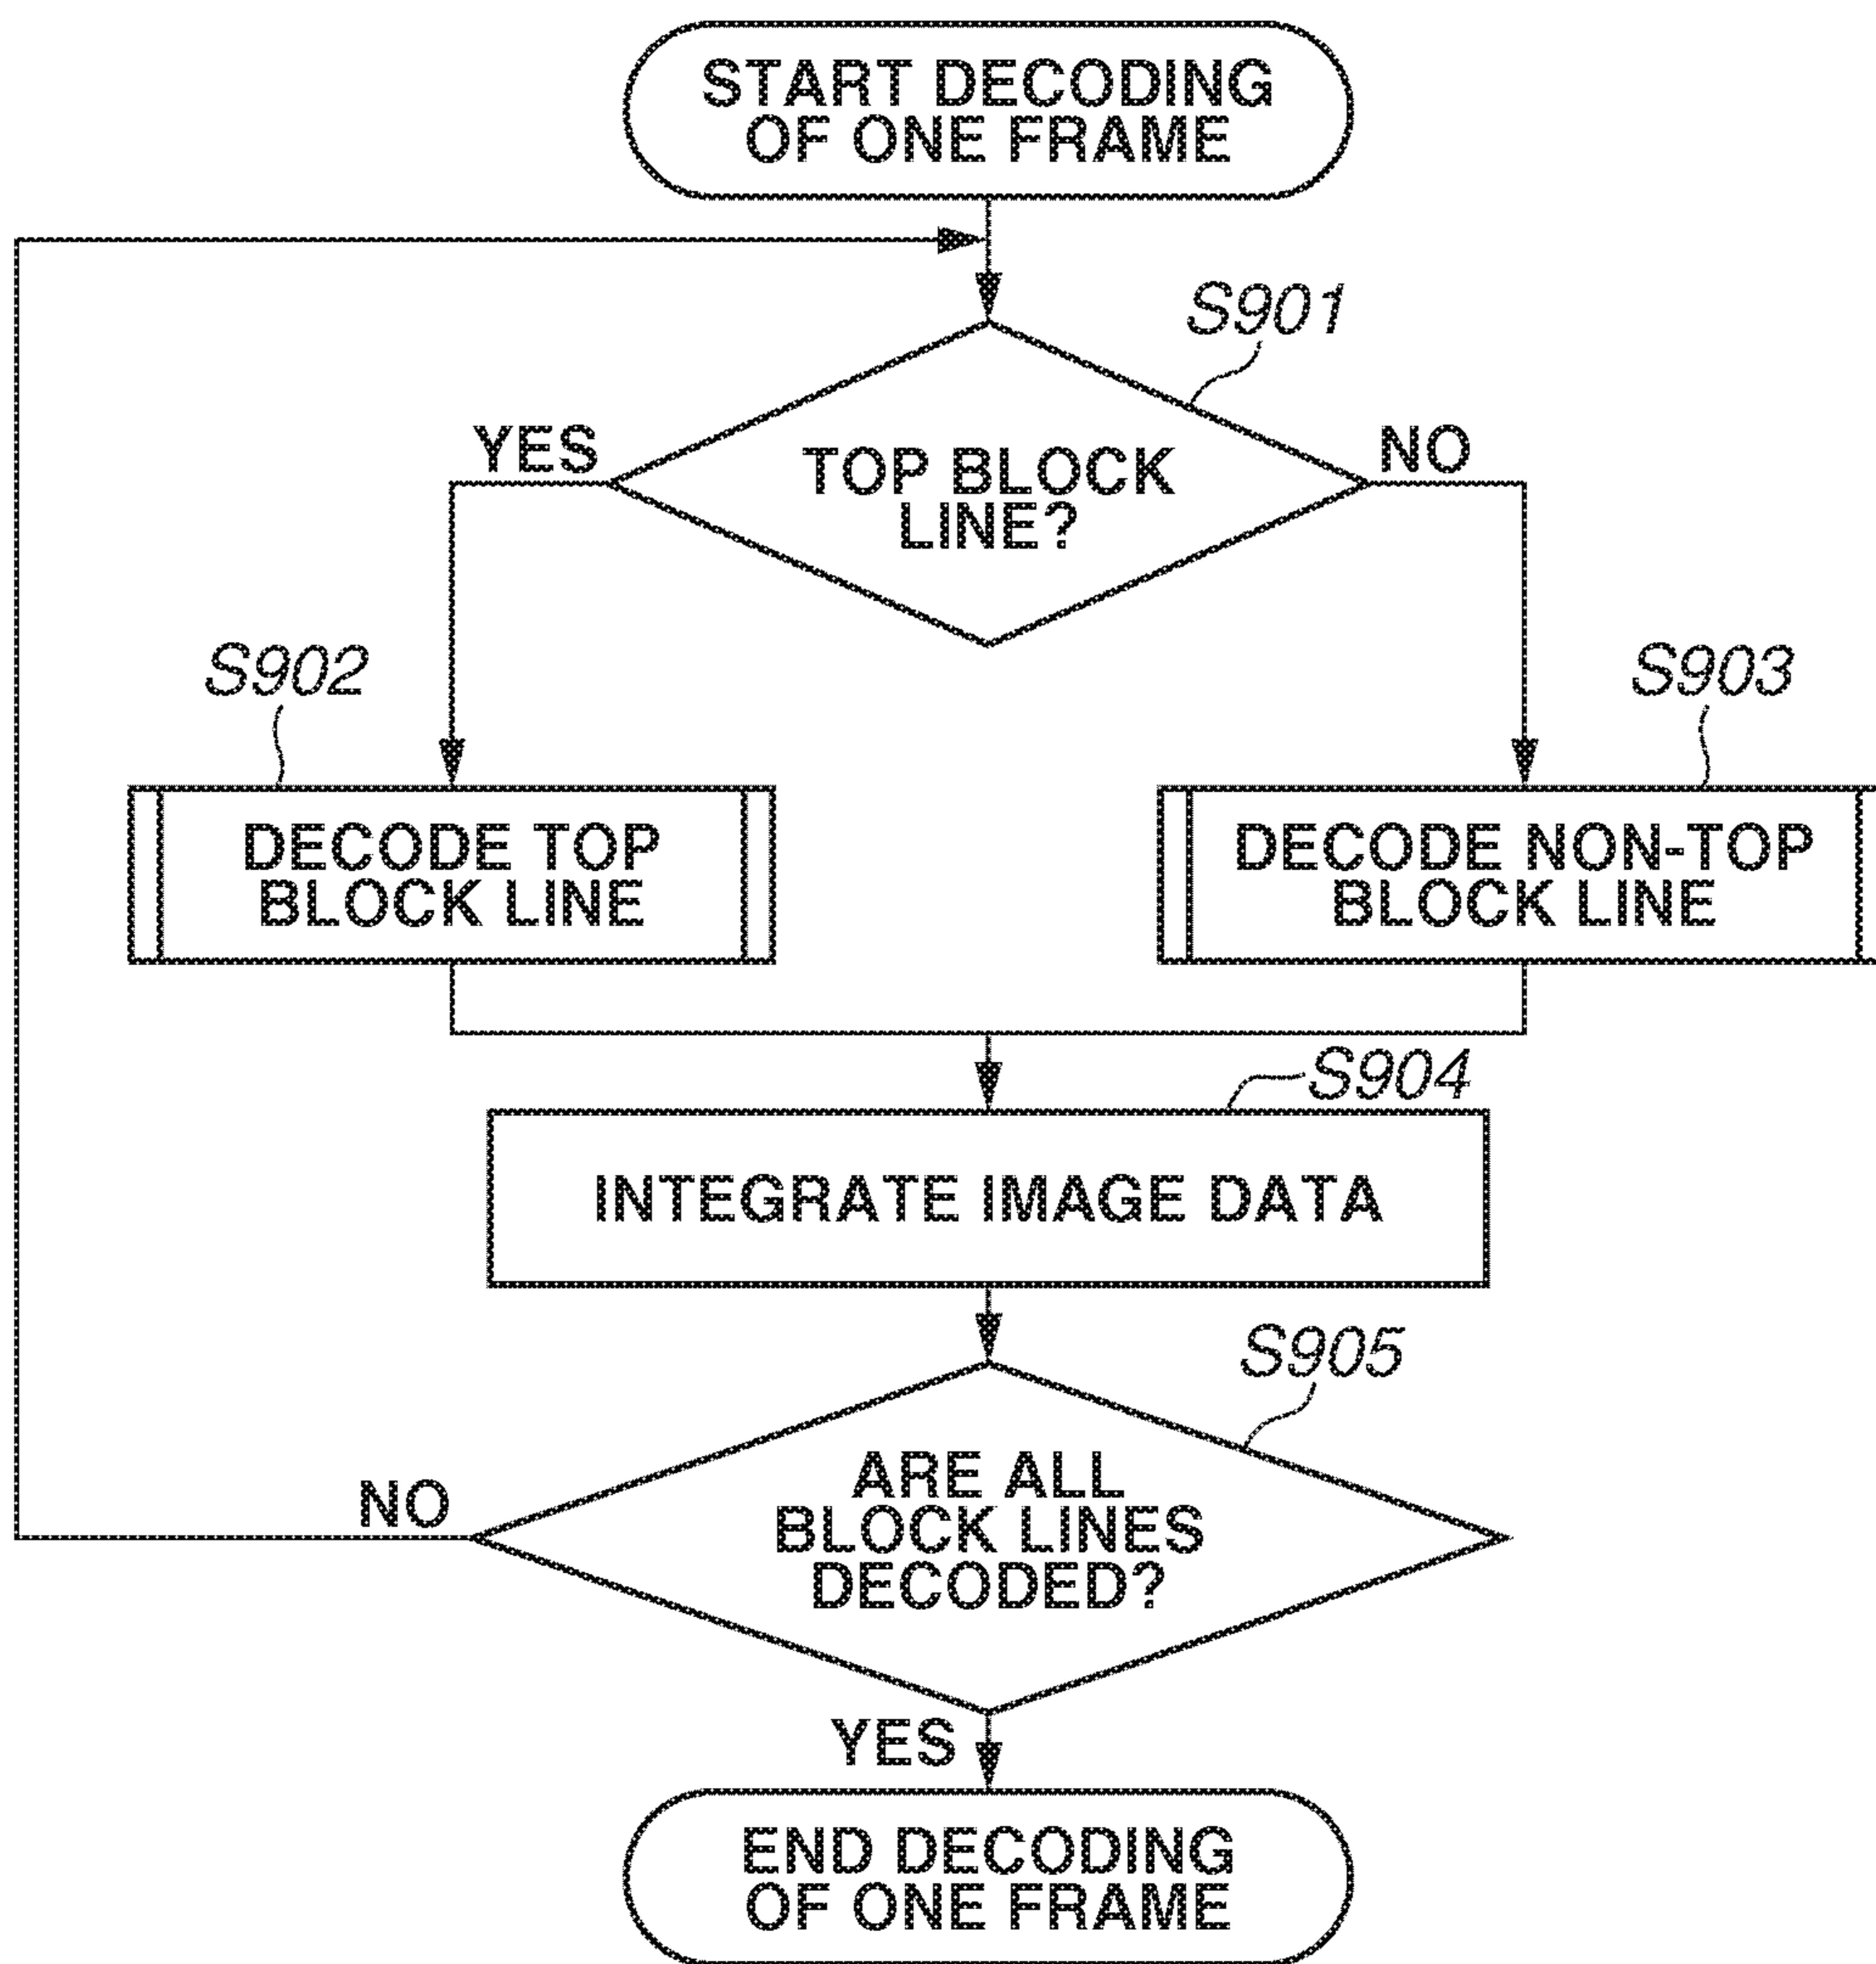 START DECODING
OF ONE FRAME
S901
YES
TOP BLOCK
LINE?
NO
S902
S903
DECODE TOP
BLOCK LINE
DECODE NON-TOP
BLOCK LINE
S904
INTEGRATE IMAGE DATA
S905
ARE ALL
BLOCK LINES
DECODED?
NO
YES
END DECODING
OF ONE FRAME